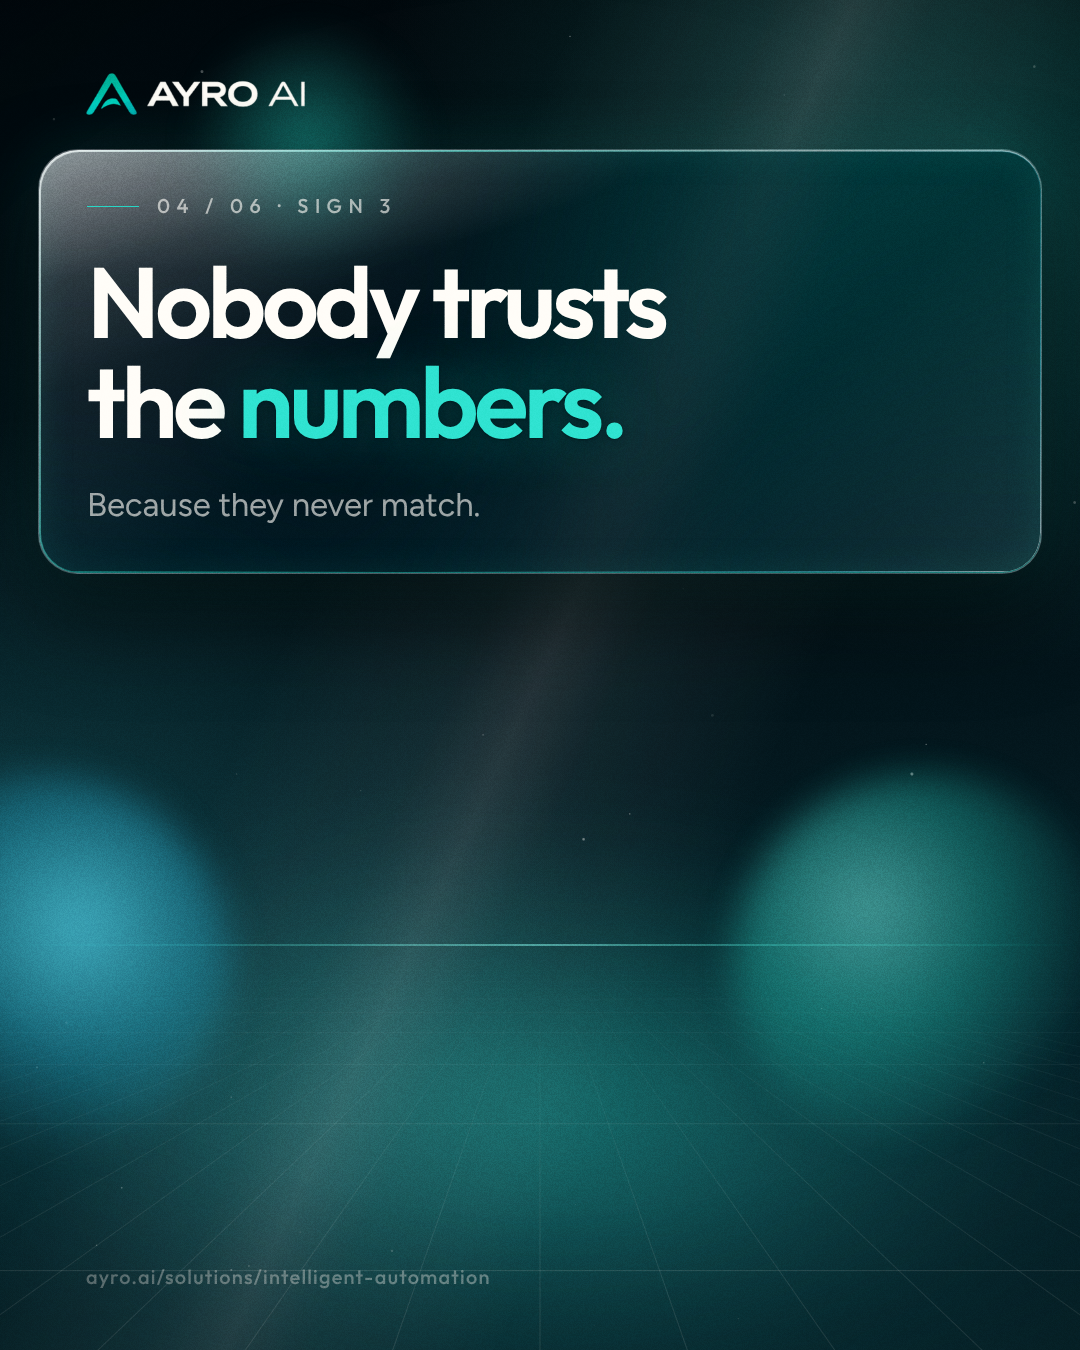 AYRO AI
04 / 06 · SIGN 3
Nobody trusts
the numbers.
Because they never match.
ayro.ai/solutions/intelligent-automation